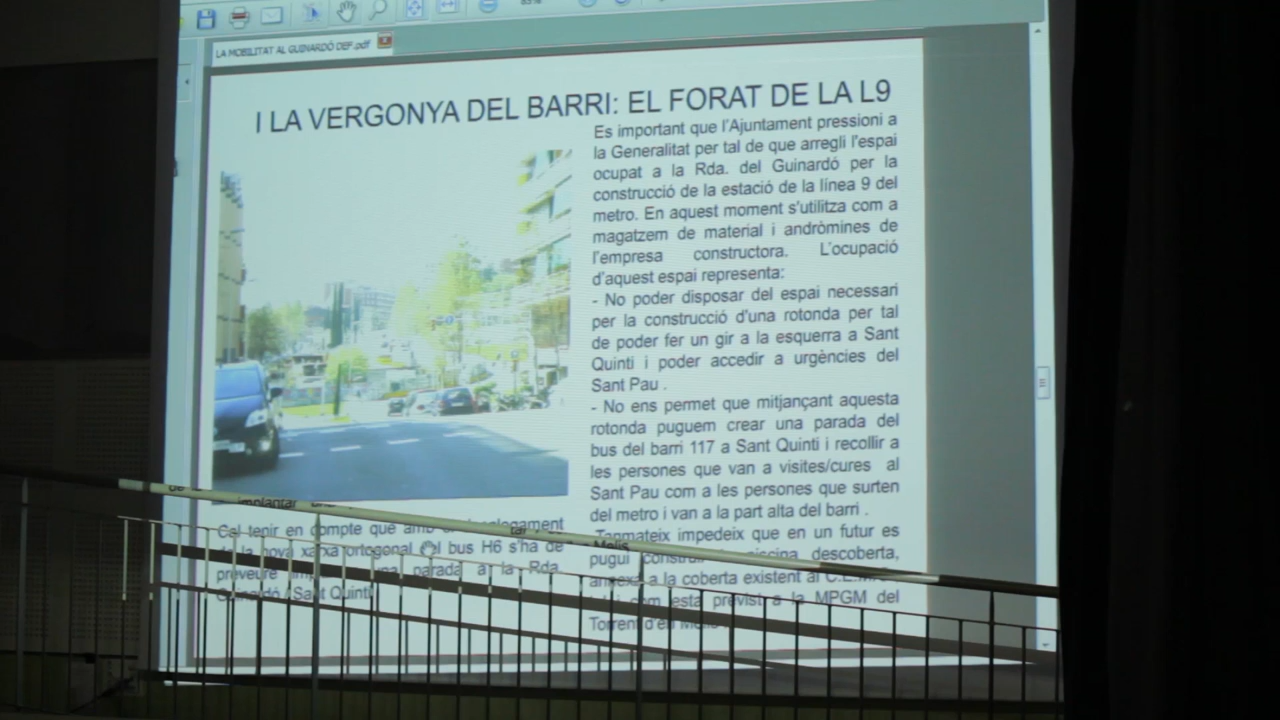 LA MOBILITAT AL GUINARDÓ DEF.pdf
I LA VERGONYA DEL BARRI: EL FORAT DE LA L9
Es important que l'Ajuntament pressioni a
la Generalitat per tal de que arregli l'espai
ocupat a la Rda. del Guinardó per la
construcció de la estació de la línea 9 del
metro. En aquest moment s'utilitza com a
magatzem de material i andròmines de
l'empresa constructora. L'ocupació
d'aquest espai representa:
- No poder disposar del espai necessari
per la construcció d'una rotonda per tal
de poder fer un gir a la esquerra a Sant
Quinti i poder accedir a urgències del
Sant Pau .
- No ens permet que mitjançant aquesta
rotonda puguem crear una parada del
bus del barri 117 a Sant Quinti i recollir a
les persones que van a visites/cures al
Sant Pau com a les persones que surten
del metro i van a la part alta del barri .
Tanmateix impedeix que en un futur es
pugui piscina descoberta,
annexa a la coberta existent al
com està previst a la MPGM del
Torrent d'en Melis
Cal tenir en compte que amb
de la nova xarxa ortogonal del bus H6 s'ha de
preveure parada a la Rda.
Guinardó / Sant Quinti